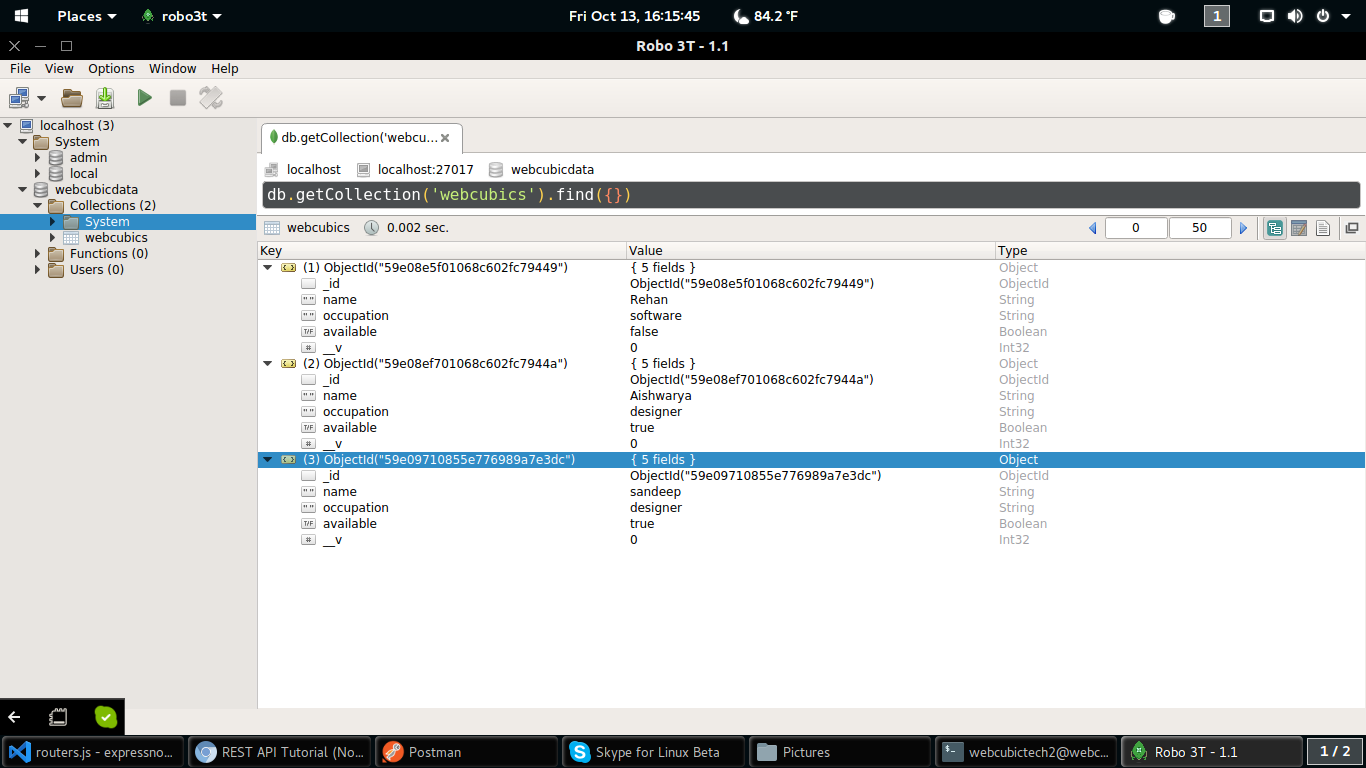 Places robo3t Fri Oct 13, 16:15:45 84.2 °F 1
Robo 3T - 1.1
File View Options Window Help
localhost (3)
System
admin
local
webcubicdata
Collections (2)
System
webcubics
Functions (0)
Users (0)
db.getCollection('webcu...
localhost localhost:27017 webcubicdata
db.getCollection('webcubics').find({})
webcubics 0.002 sec. 0 50
Key Value Type
(1) ObjectId("59e08e5f01068c602fc79449") { 5 fields } Object
_id ObjectId("59e08e5f01068c602fc79449") ObjectId
name Rehan String
occupation software String
available false Boolean
__v 0 Int32
(2) ObjectId("59e08ef701068c602fc7944a") { 5 fields } Object
_id ObjectId("59e08ef701068c602fc7944a") ObjectId
name Aishwarya String
occupation designer String
available true Boolean
__v 0 Int32
(3) ObjectId("59e09710855e776989a7e3dc") { 5 fields } Object
_id ObjectId("59e09710855e776989a7e3dc") ObjectId
name sandeep String
occupation designer String
available true Boolean
__v 0 Int32
routers.js - expressno... REST API Tutorial (No... Postman Skype for Linux Beta Pictures webcubictech2@webc... Robo 3T - 1.1 1 / 2